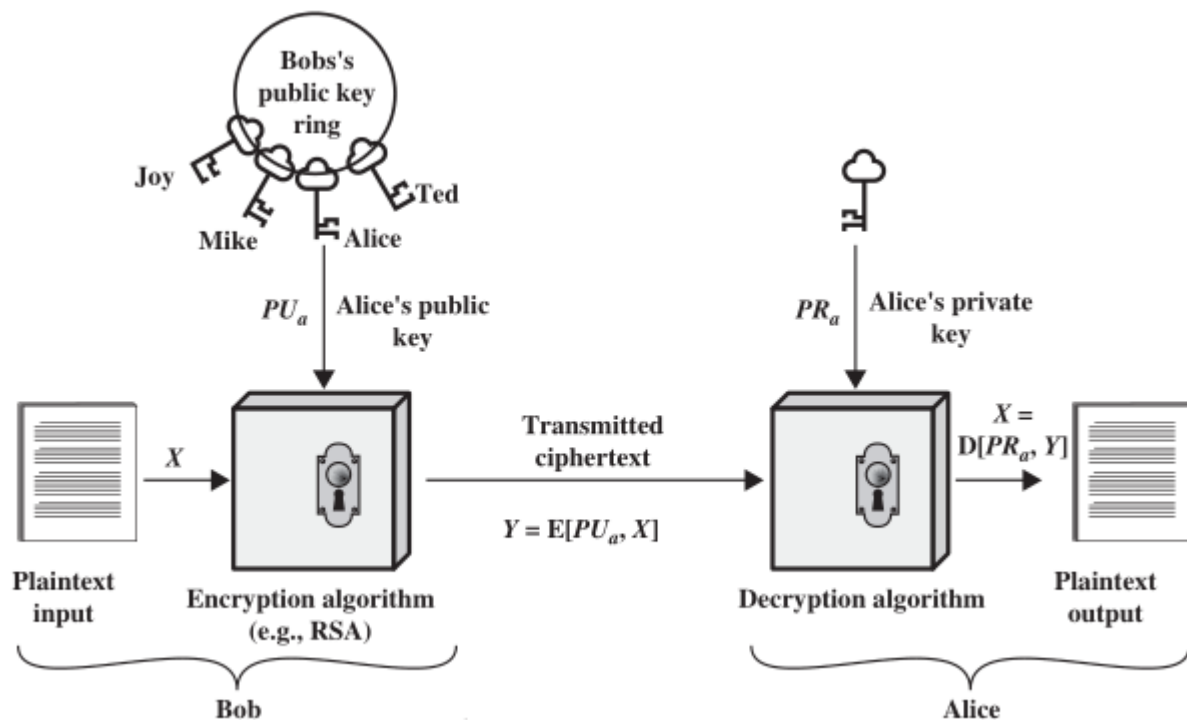 Bobs's
public key
ring
Joy
Ted
Mike
Alice
PUa
Alice's public
key
PRa
Alice's private
key
X
Transmitted
ciphertext
Y = E[PUa, X]
X =
D[PRa, Y]
Plaintext
input
Encryption algorithm
(e.g., RSA)
Decryption algorithm
Plaintext
output
Bob
Alice